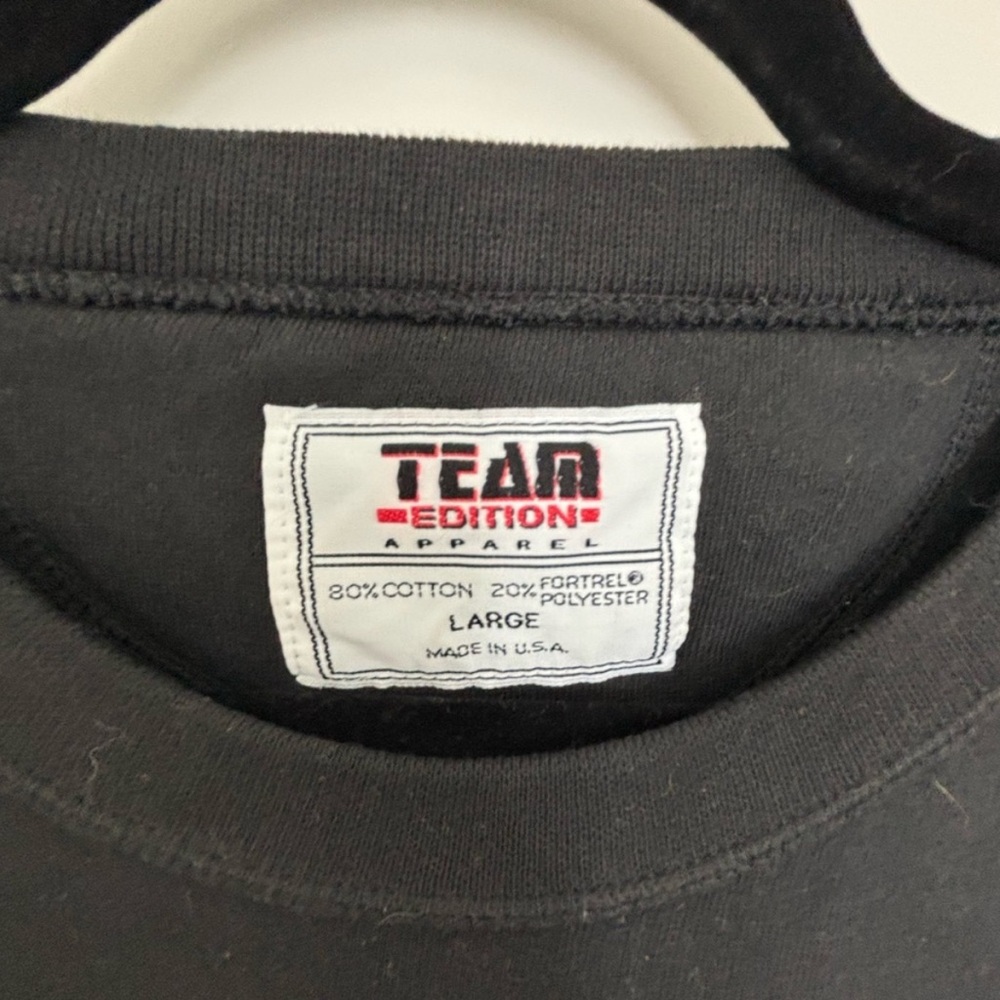 TEAM
EDITION
APPAREL
80% COTTON 20% FORTREL®
POLYESTER
LARGE
MADE IN U.S.A.